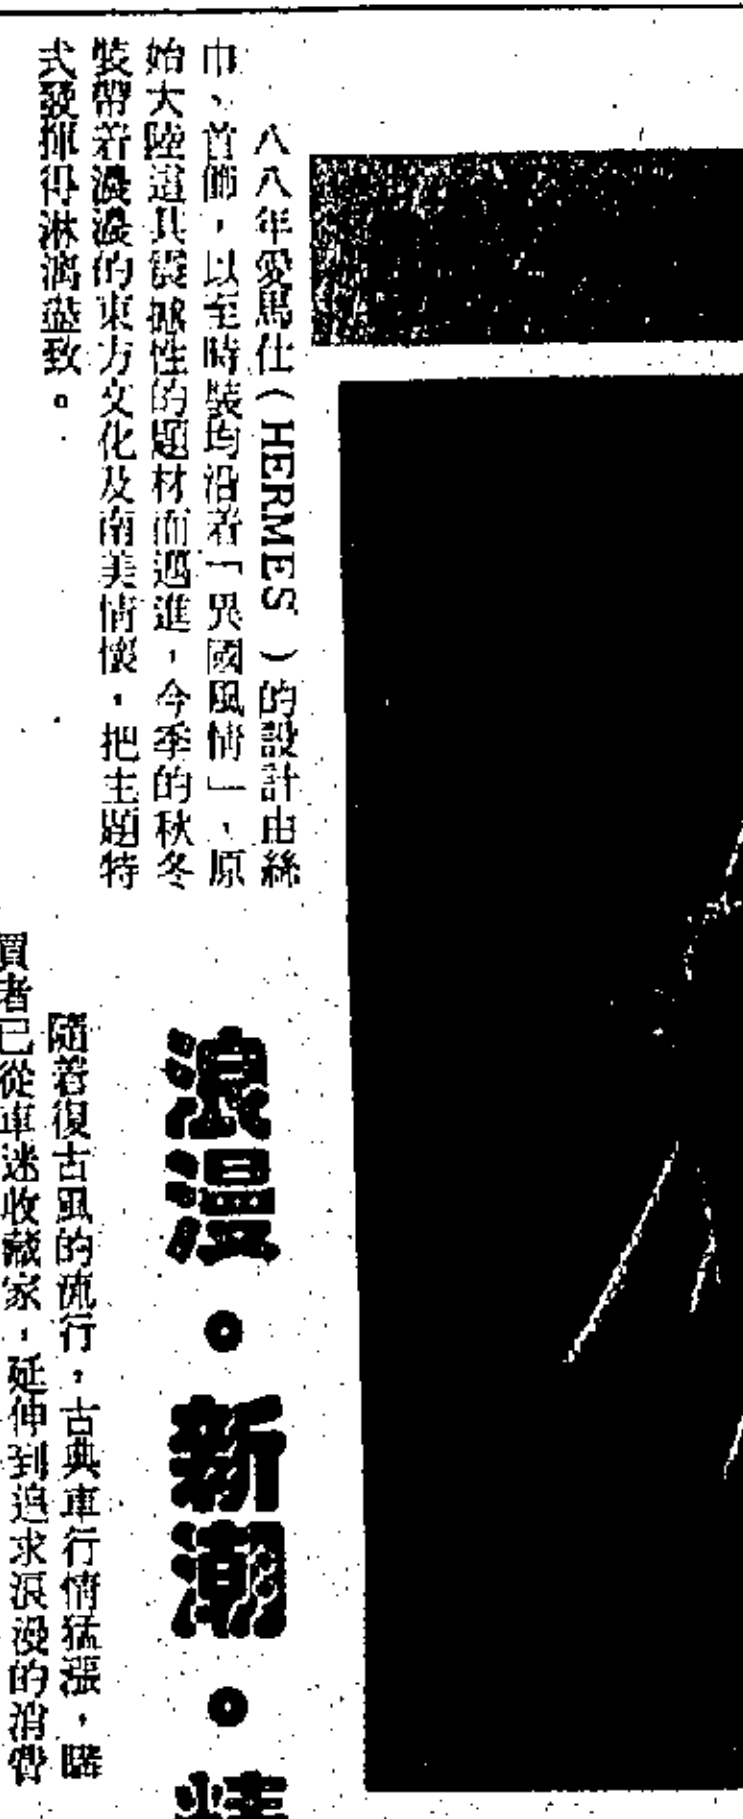 八八年愛馬仕(HERMES)的設計由絲
巾、首飾,以至時裝均沿着「異國風情」、原
始大陸這具震撼性的題材而邁進,今季的秋冬
裝帶着濃濃的東方文化及南美情懷,把主題特
式發揮得淋漓盡致。
浪漫。新潮。精
隨着復古風的流行,古典車行情猛漲,購
買者已從車迷收藏家,延伸到追求浪漫的消費